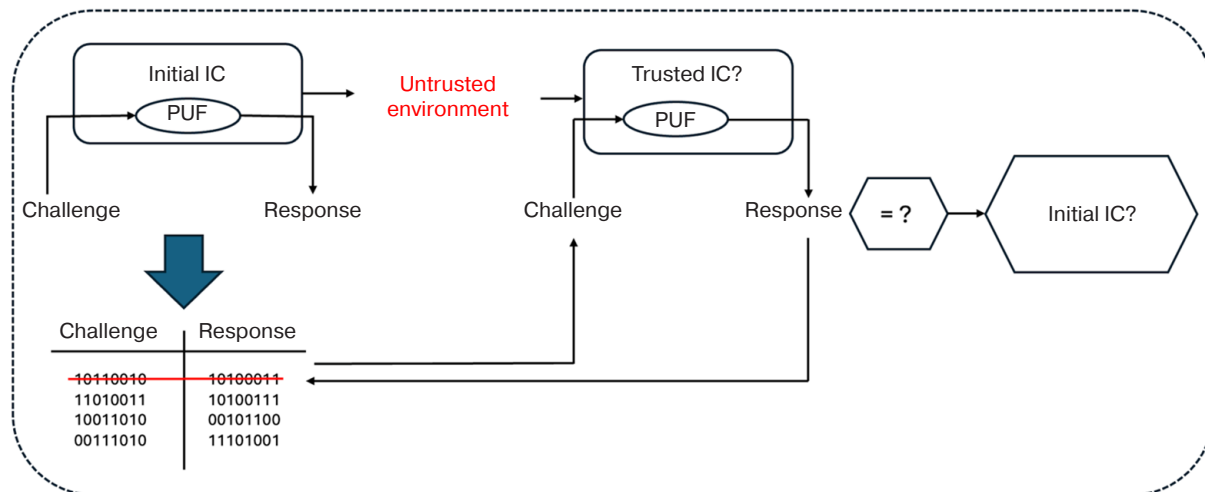 Initial IC
PUF
Untrusted
environment
Trusted IC?
PUF
Challenge
Response
Challenge
Response
= ?
Initial IC?
Challenge Response
10110010 10100011
11010011 10100111
10011010 00101100
00111010 11101001